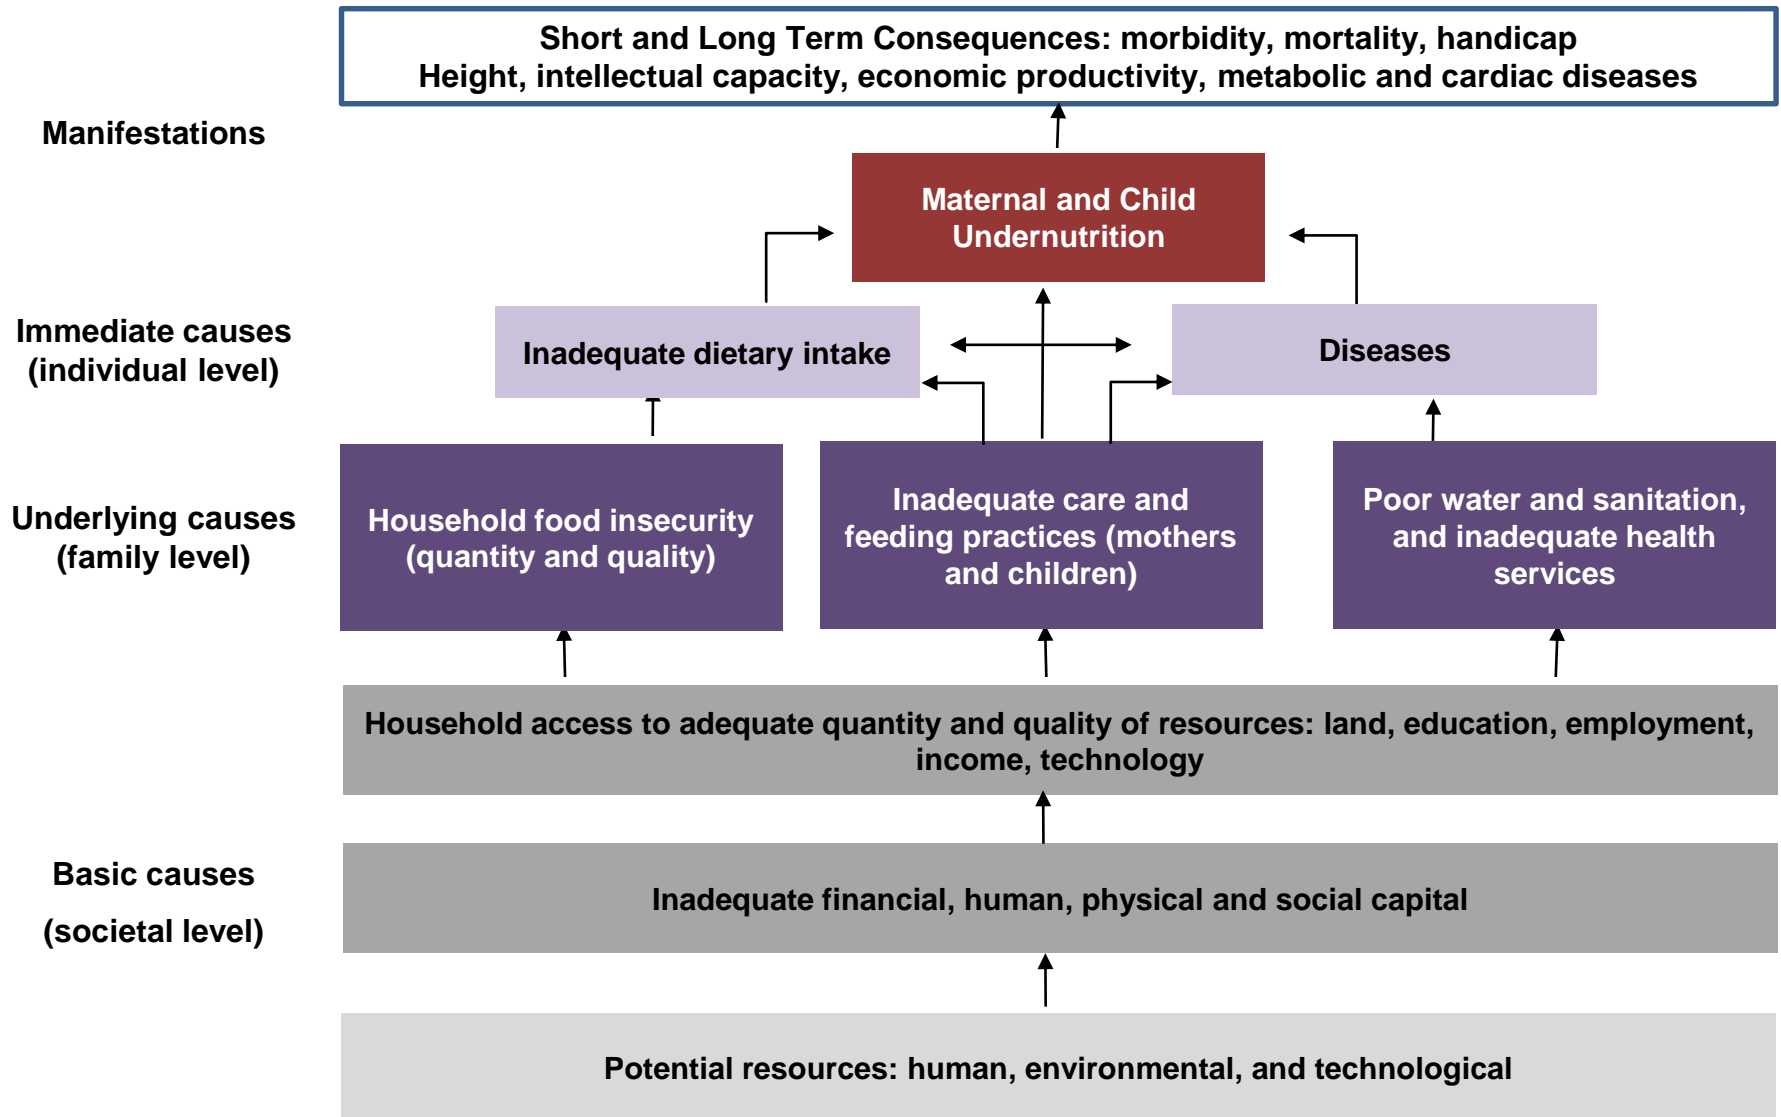 Short and Long Term Consequences: morbidity, mortality, handicap
Height, intellectual capacity, economic productivity, metabolic and cardiac diseases
Manifestations
Maternal and Child
Undernutrition
Immediate causes
(individual level)
Inadequate dietary intake
Diseases
Underlying causes
(family level)
Household food insecurity
(quantity and quality)
Inadequate care and
feeding practices (mothers
and children)
Poor water and sanitation,
and inadequate health
services
Household access to adequate quantity and quality of resources: land, education, employment,
income, technology
Basic causes
(societal level)
Inadequate financial, human, physical and social capital
Potential resources: human, environmental, and technological